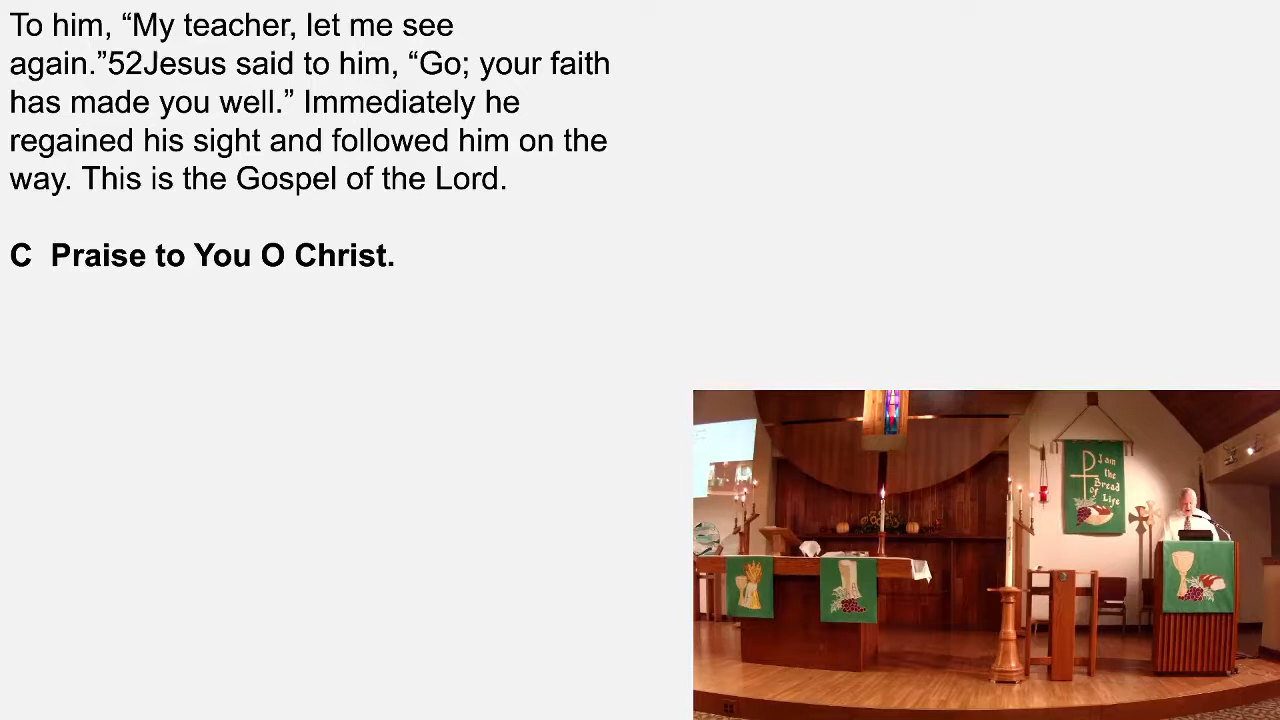 To him, “My teacher, let me see
again.”52Jesus said to him, “Go; your faith
has made you well.” Immediately he
regained his sight and followed him on the
way. This is the Gospel of the Lord.
C  Praise to You O Christ.
I am
the
Bread
of
Life